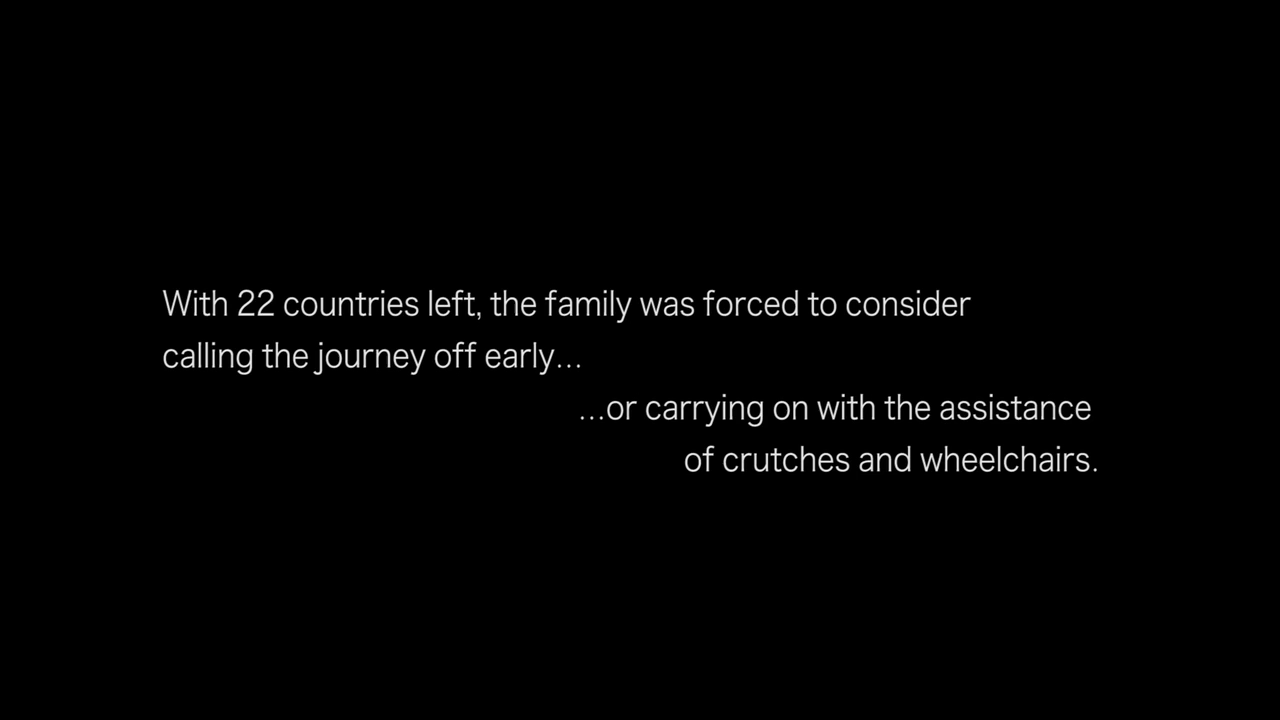 With 22 countries left, the family was forced to consider
calling the journey off early...
...or carrying on with the assistance
of crutches and wheelchairs.